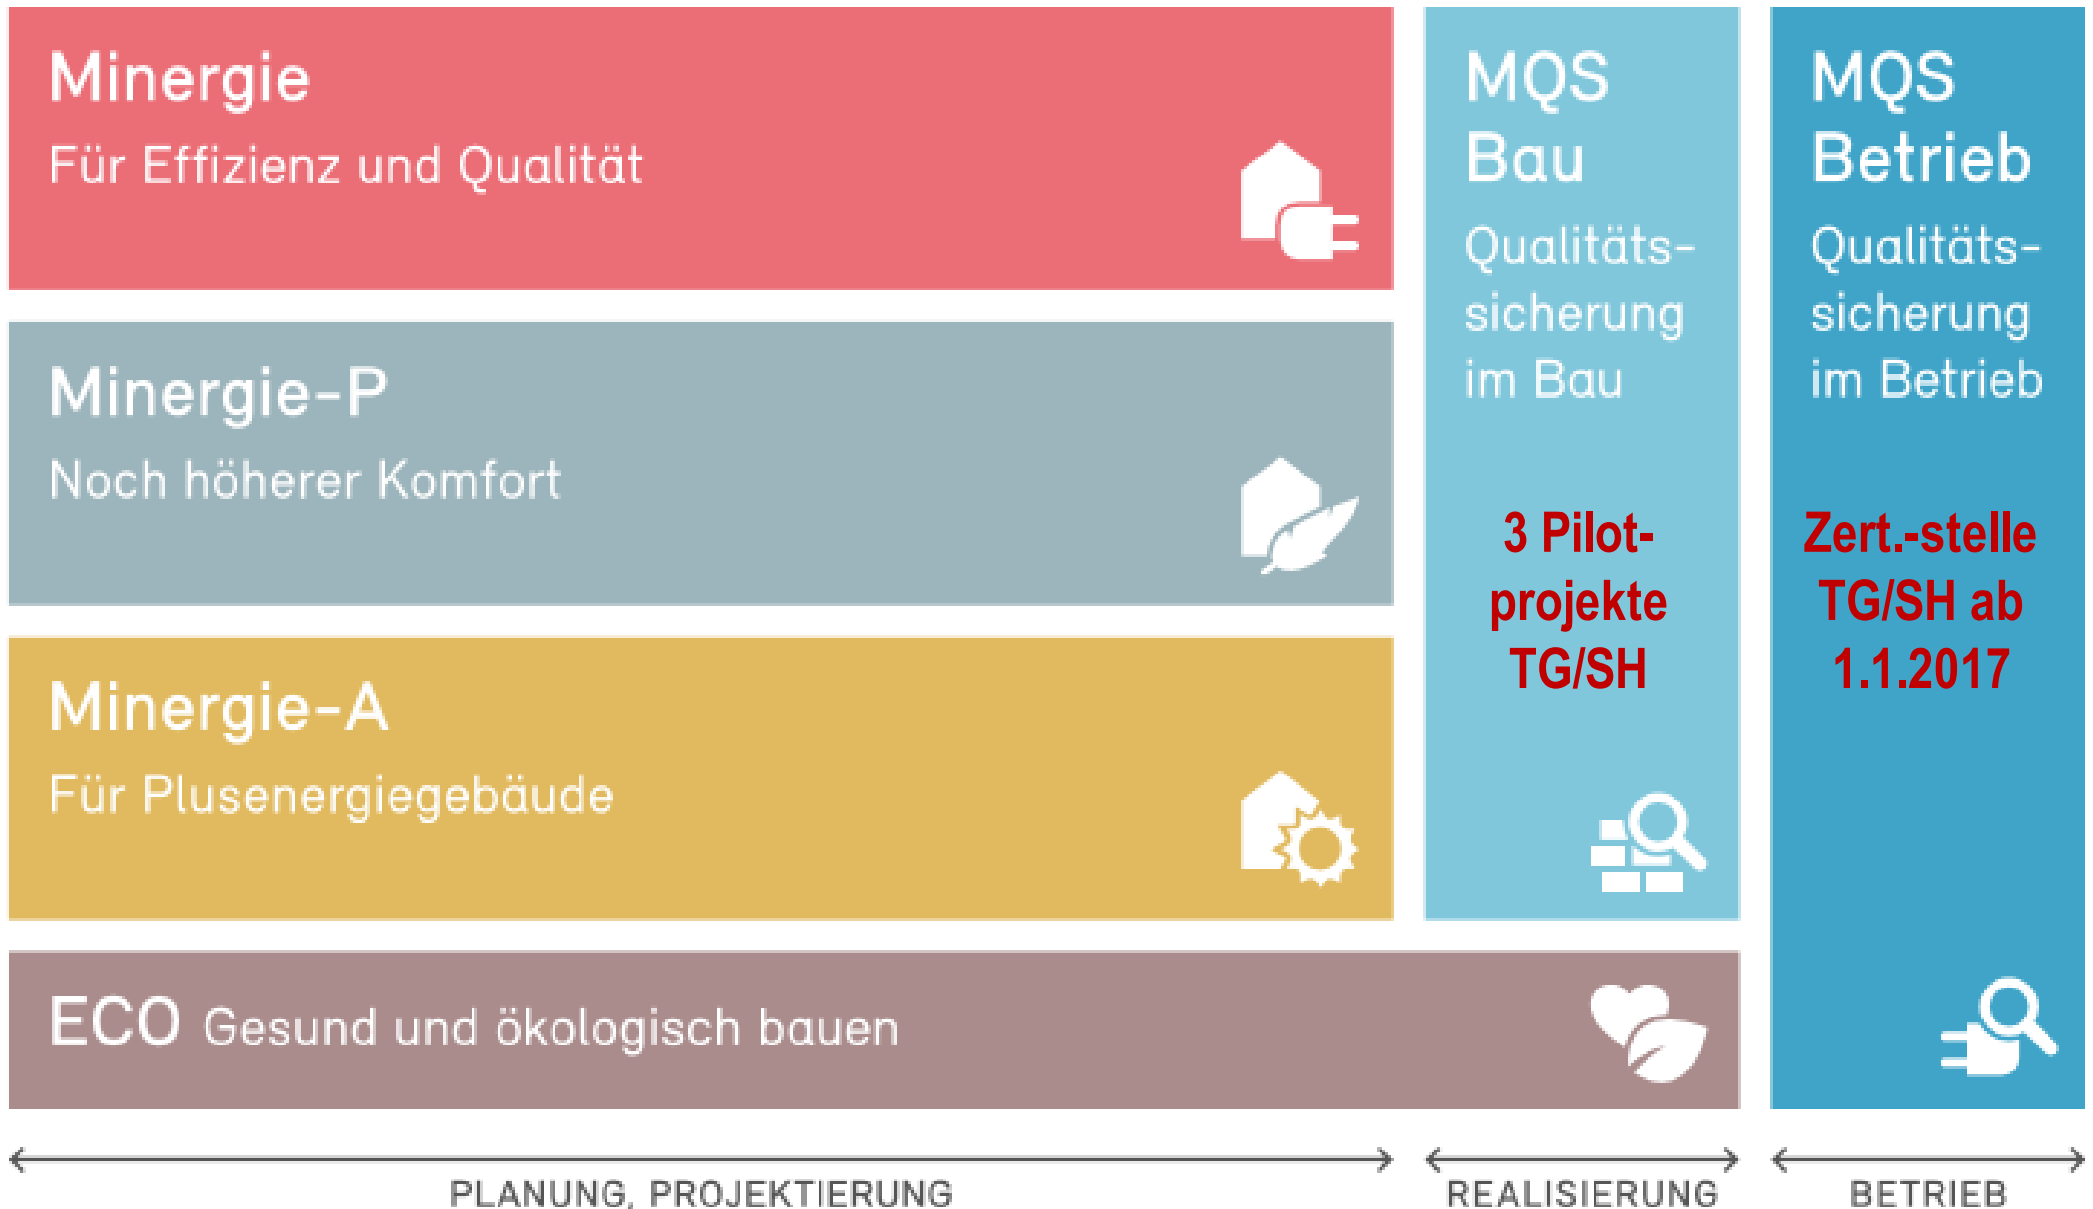 Minergie
Für Effizienz und Qualität
Minergie-P
Noch höherer Komfort
Minergie-A
Für Plusenergiegebäude
ECO Gesund und ökologisch bauen
MQS
Bau
Qualitäts-
sicherung
im Bau
3 Pilot-
projekte
TG/SH
MQS
Betrieb
Qualitäts-
sicherung
im Betrieb
Zert.-stelle
TG/SH ab
1.1.2017
PLANUNG, PROJEKTIERUNG
REALISIERUNG
BETRIEB